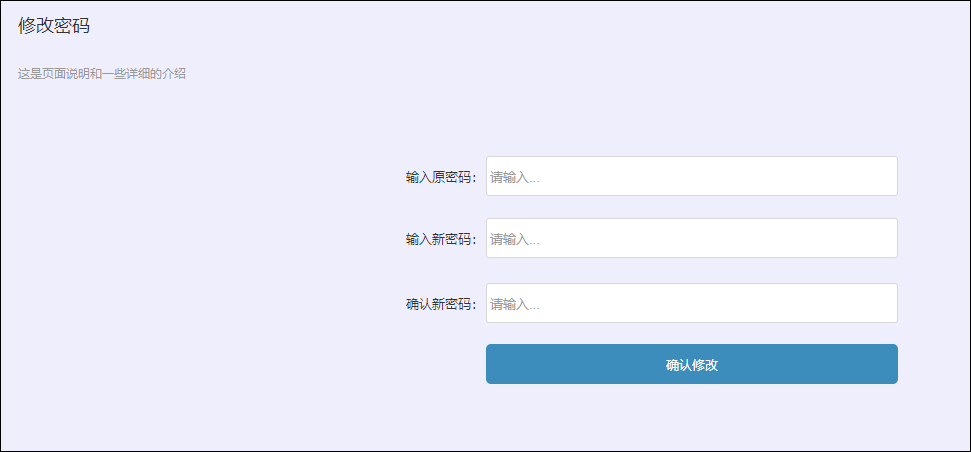 修改密码
这是页面说明和一些详细的介绍
输入原密码： 请输入...
输入新密码： 请输入...
确认新密码： 请输入...
确认修改